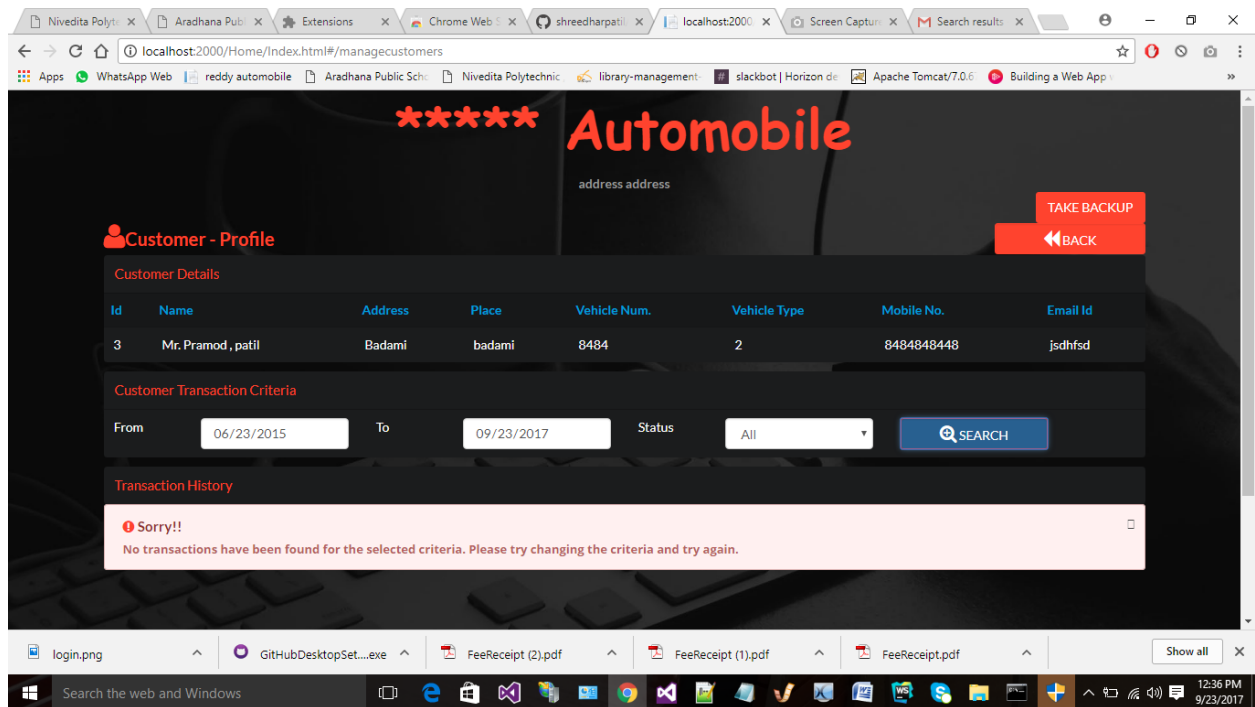 Nivedita Polyte
Aradhana Publ
Extensions
Chrome Web S
shreedharpatil
localhost:2000
Screen Capture
Search results
localhost:2000/Home/Index.html#/managecustomers
Apps WhatsApp Web reddy automobile Aradhana Public Scho Nivedita Polytechnic library-management- slackbot | Horizon de Apache Tomcat/7.0.6 Building a Web App »
***** Automobile
address address
TAKE BACKUP
Customer - Profile
BACK
Customer Details
Id Name Address Place Vehicle Num. Vehicle Type Mobile No. Email Id
3 Mr. Pramod , patil Badami badami 8484 2 8484848448 jsdhfsd
Customer Transaction Criteria
From 06/23/2015 To 09/23/2017 Status All SEARCH
Transaction History
Sorry!!
No transactions have been found for the selected criteria. Please try changing the criteria and try again.
login.png GitHubDesktopSet....exe FeeReceipt (2).pdf FeeReceipt (1).pdf FeeReceipt.pdf Show all
Search the web and Windows
12:36 PM
9/23/2017